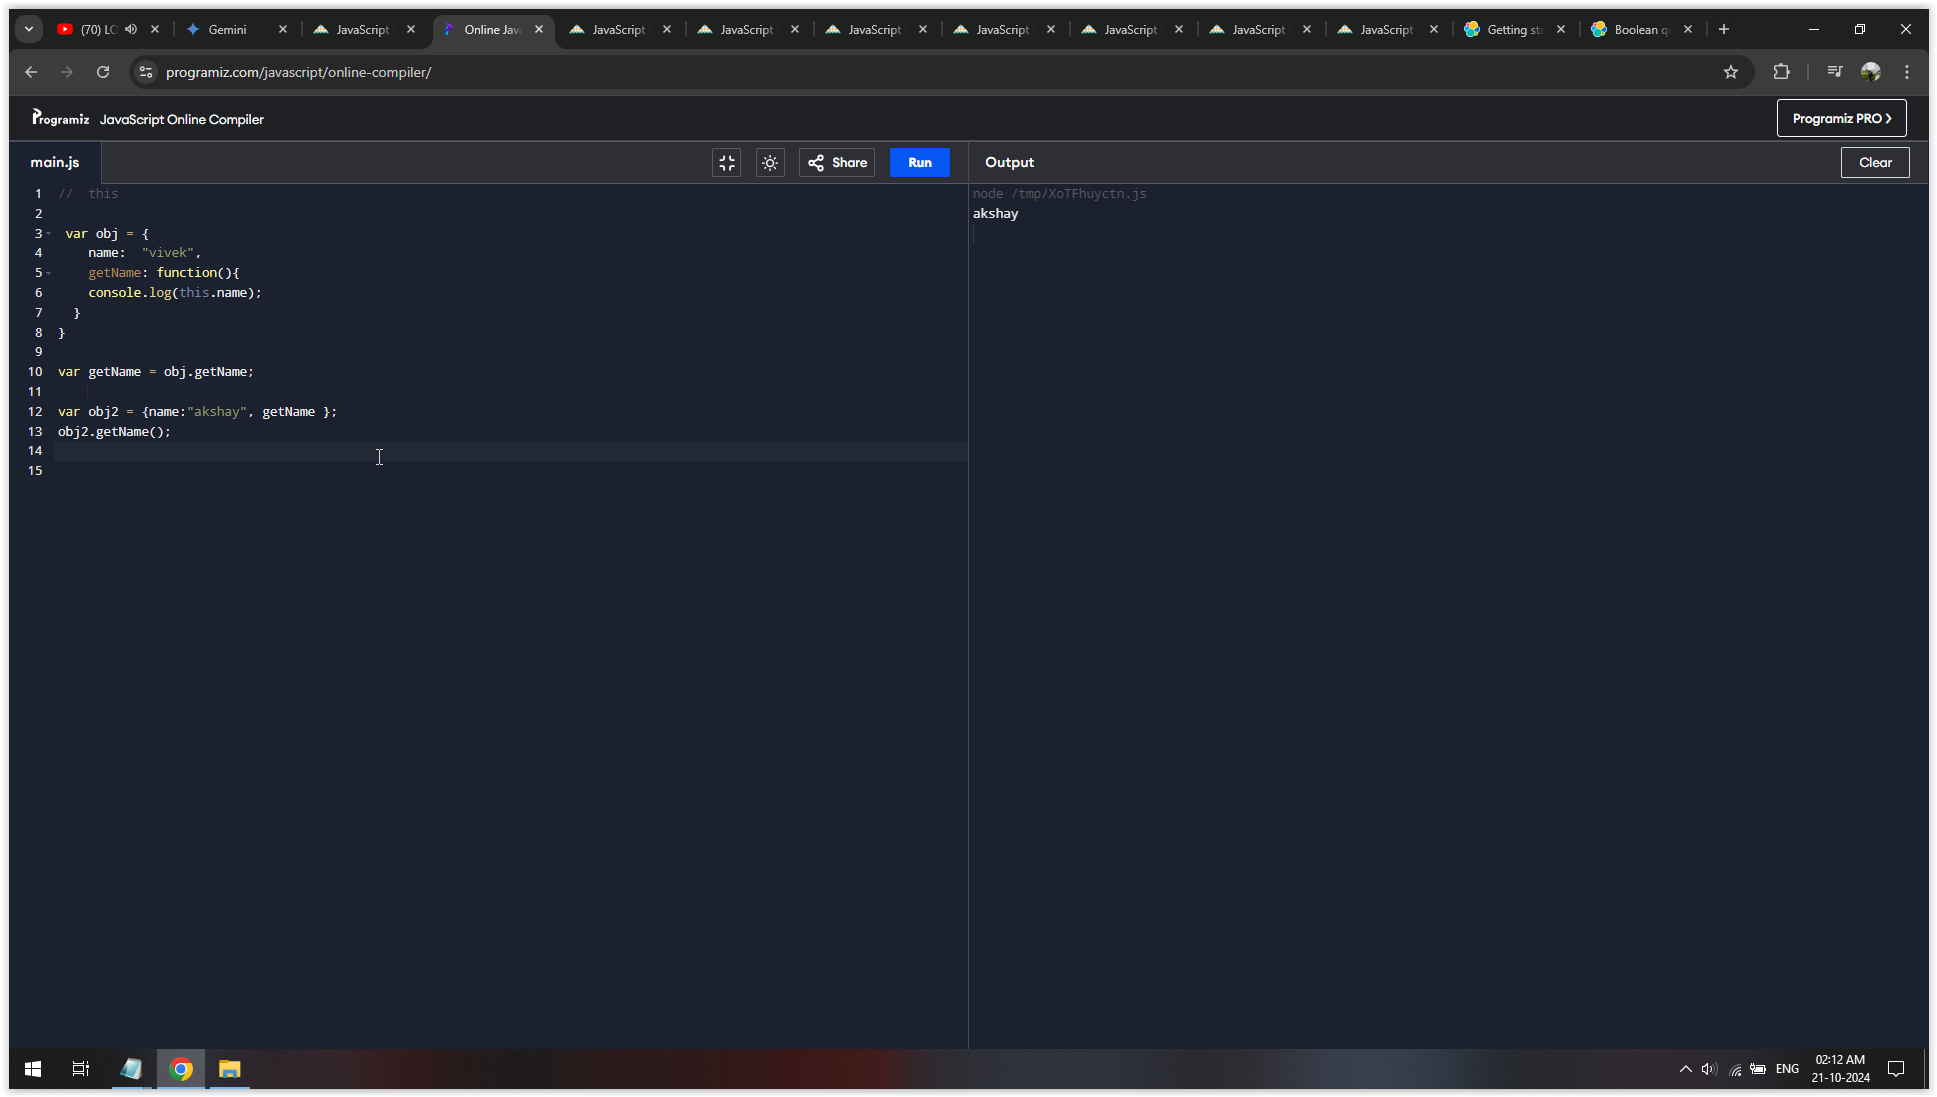 (70) LO
Gemini
JavaScript
Online Jav
JavaScript
JavaScript
JavaScript
JavaScript
JavaScript
JavaScript
JavaScript
Getting sta
Boolean q
programiz.com/javascript/online-compiler/
Programiz JavaScript Online Compiler
Programiz PRO
main.js
Share
Run
Output
Clear
1 // this
2
3 var obj = {
4 name: "vivek",
5 getName: function(){
6 console.log(this.name);
7 }
8 }
9
10 var getName = obj.getName;
11
12 var obj2 = {name:"akshay", getName };
13 obj2.getName();
14
15
node /tmp/XoTFhuyctn.js
akshay
ENG
02:12 AM
21-10-2024